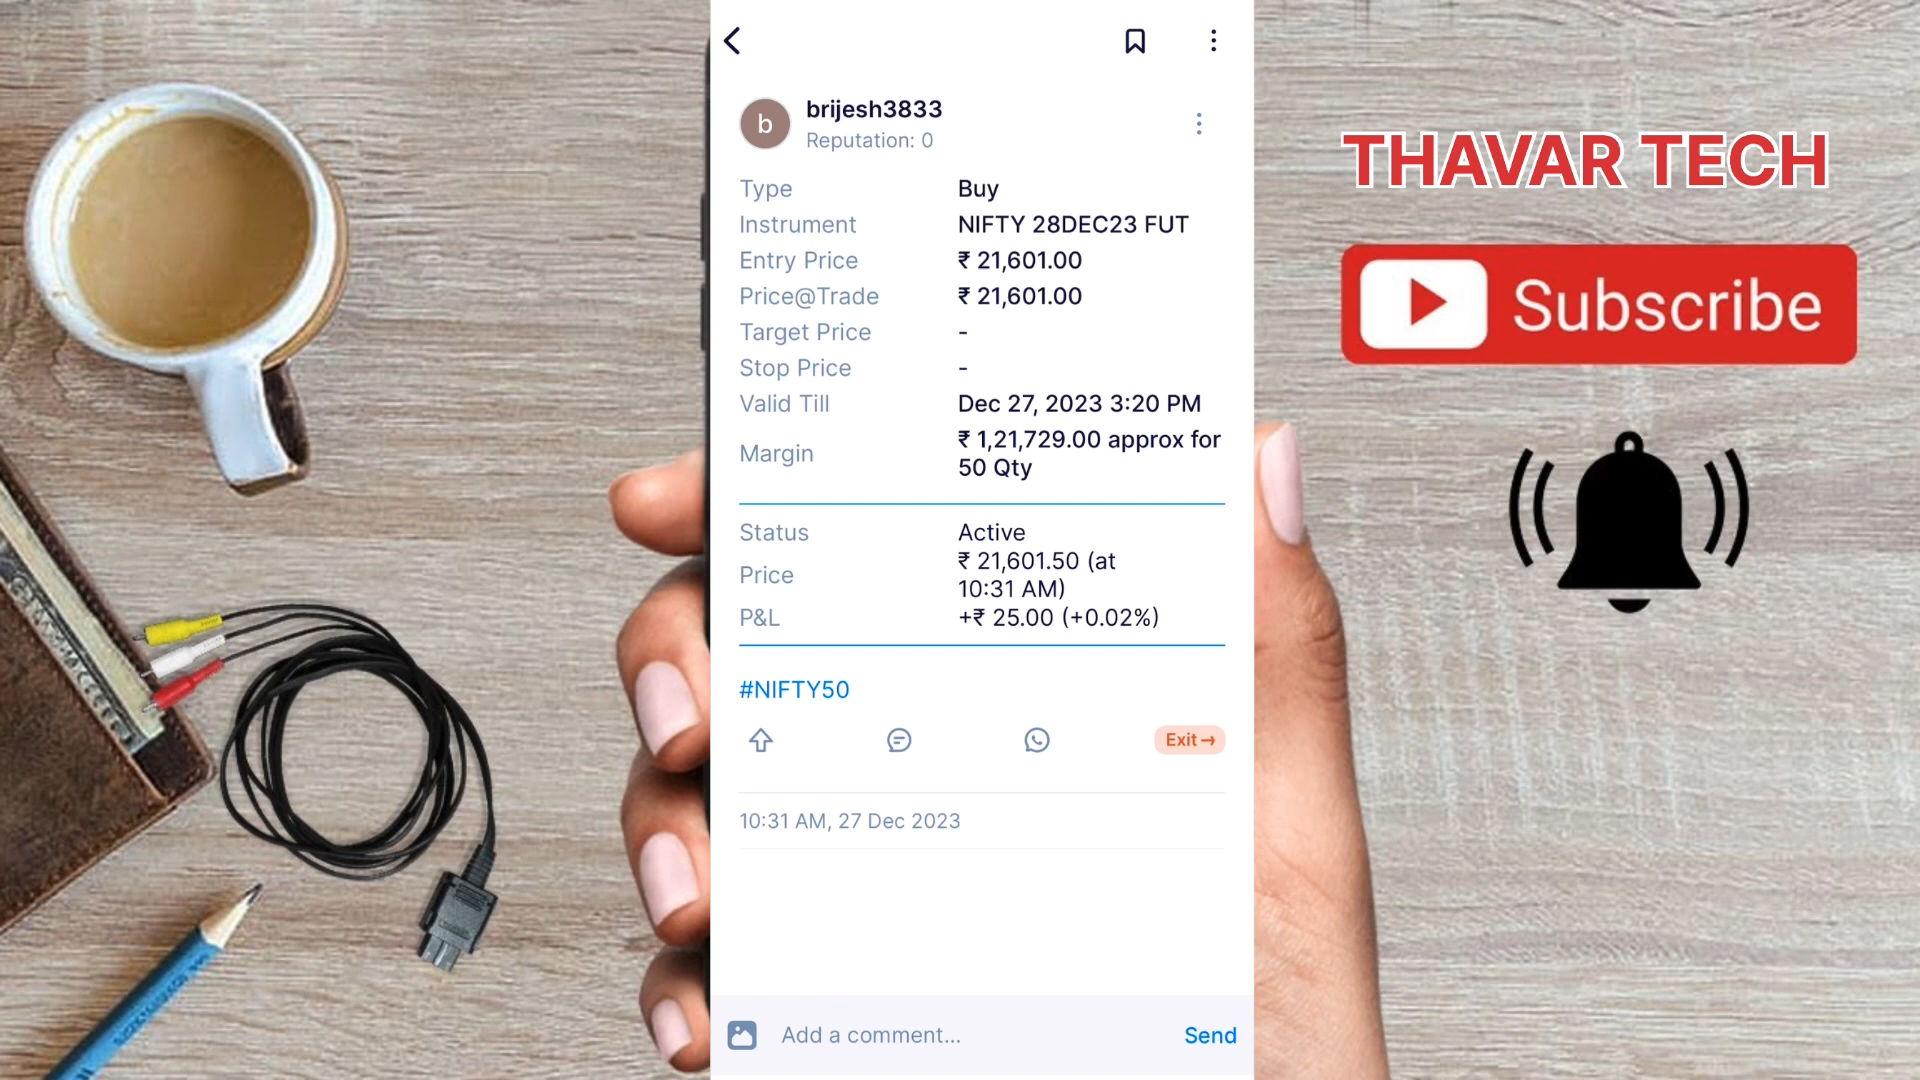 brijesh3833
b
Reputation: 0
Type Buy
Instrument NIFTY 28DEC23 FUT
Entry Price ₹ 21,601.00
Price@Trade ₹ 21,601.00
Target Price -
Stop Price -
Valid Till Dec 27, 2023 3:20 PM
Margin ₹ 1,21,729.00 approx for
50 Qty
Status Active
Price ₹ 21,601.50 (at
10:31 AM)
P&L +₹ 25.00 (+0.02%)
#NIFTY50
Exit→
10:31 AM, 27 Dec 2023
Add a comment...
Send
THAVAR TECH
Subscribe